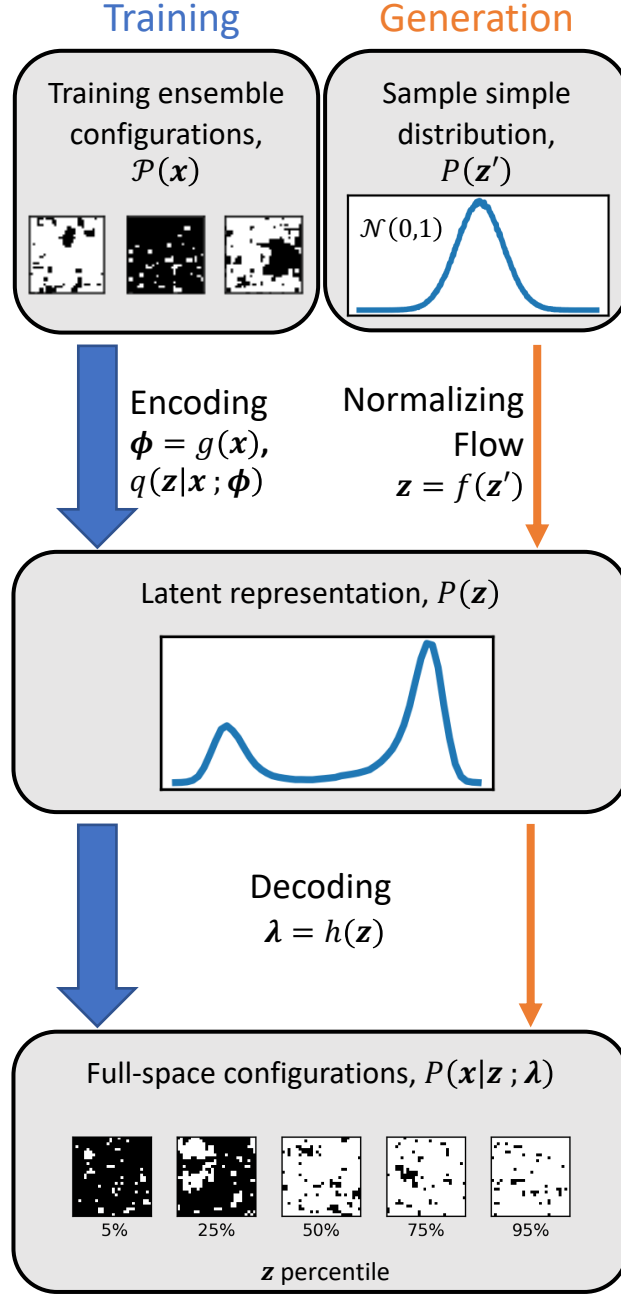 Training
Generation
Training ensemble
configurations,
𝒫(𝒙)
Sample simple
distribution,
P(𝒛′)
𝒩(0,1)
Encoding
𝝓 = g(𝒙),
q(𝒛|𝒙 ; 𝝓)
Normalizing
Flow
𝒛 = f(𝒛′)
Latent representation, P(𝒛)
Decoding
𝝀 = h(𝒛)
Full-space configurations, P(𝒙|𝒛 ; 𝝀)
5% 25% 50% 75% 95%
𝒛 percentile